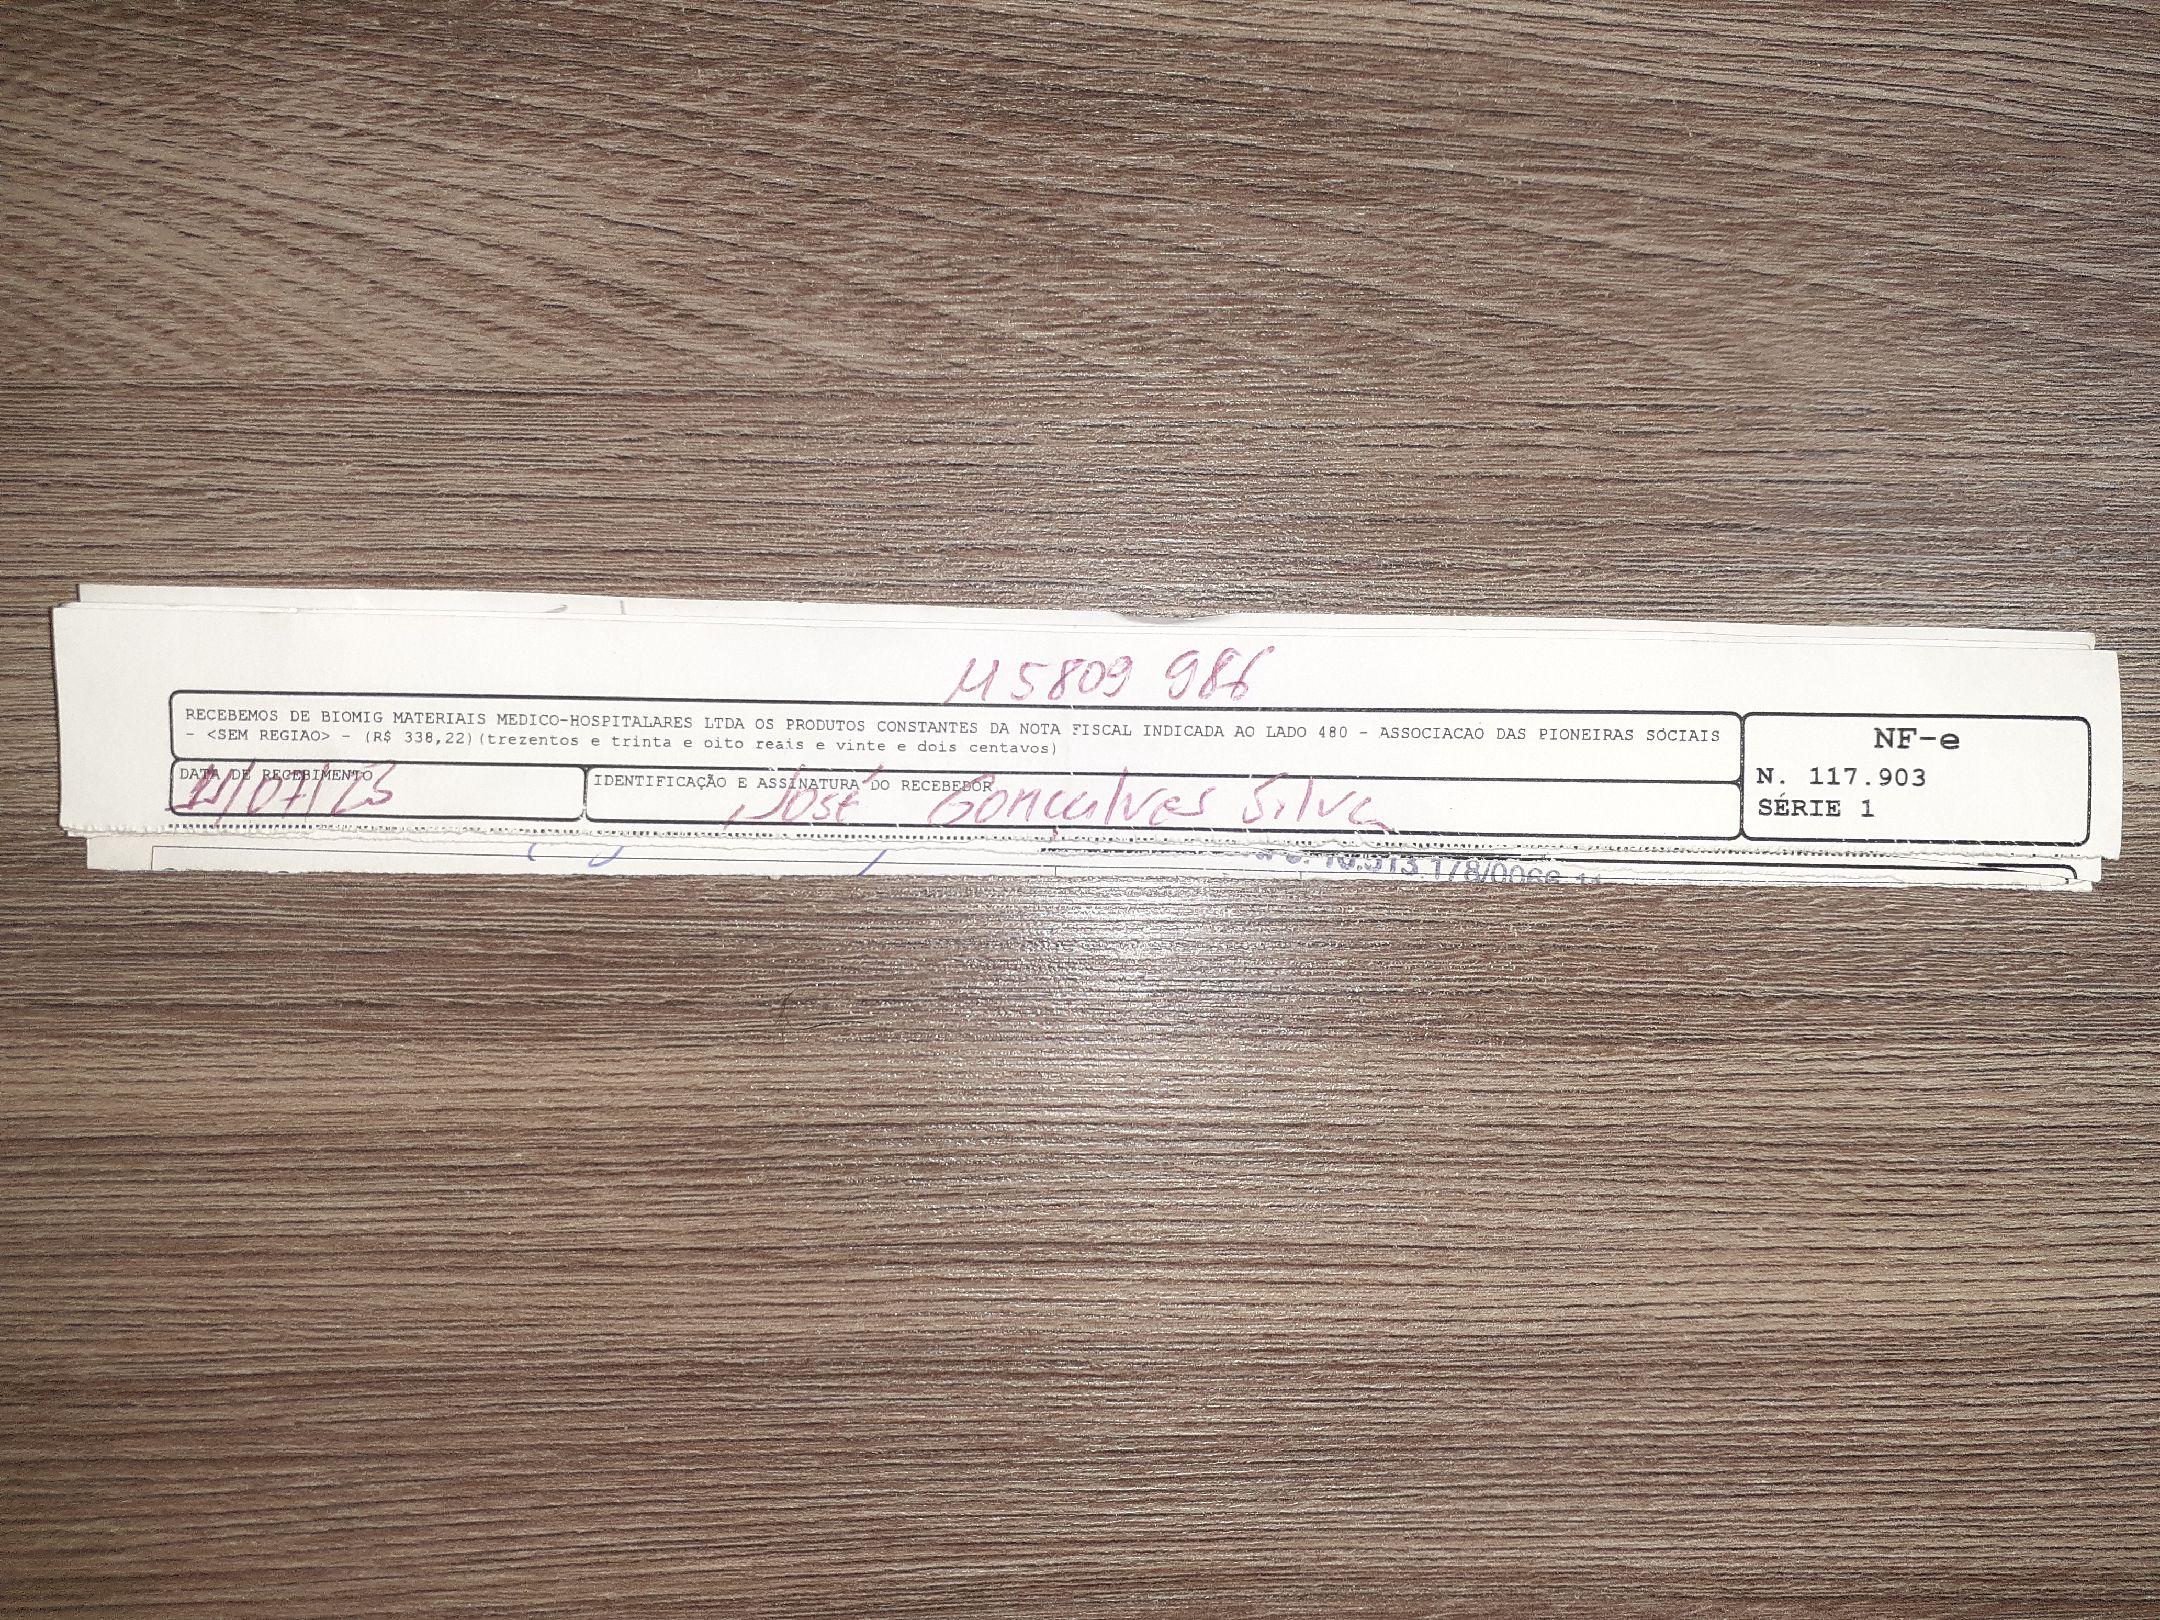 M 5809 986
RECEBEMOS DE BIOMIG MATERIAIS MEDICO-HOSPITALARES LTDA OS PRODUTOS CONSTANTES DA NOTA FISCAL INDICADA AO LADO 480 - ASSOCIACAO DAS PIONEIRAS SOCIAIS
- <SEM REGIAO> - (R$ 338,22)(trezentos e trinta e oito reais e vinte e dois centavos)
NF-e
N. 117.903
SÉRIE 1
DATA DE RECEBIMENTO
IDENTIFICAÇÃO E ASSINATURA DO RECEBEDOR
José Gonçalves Silva